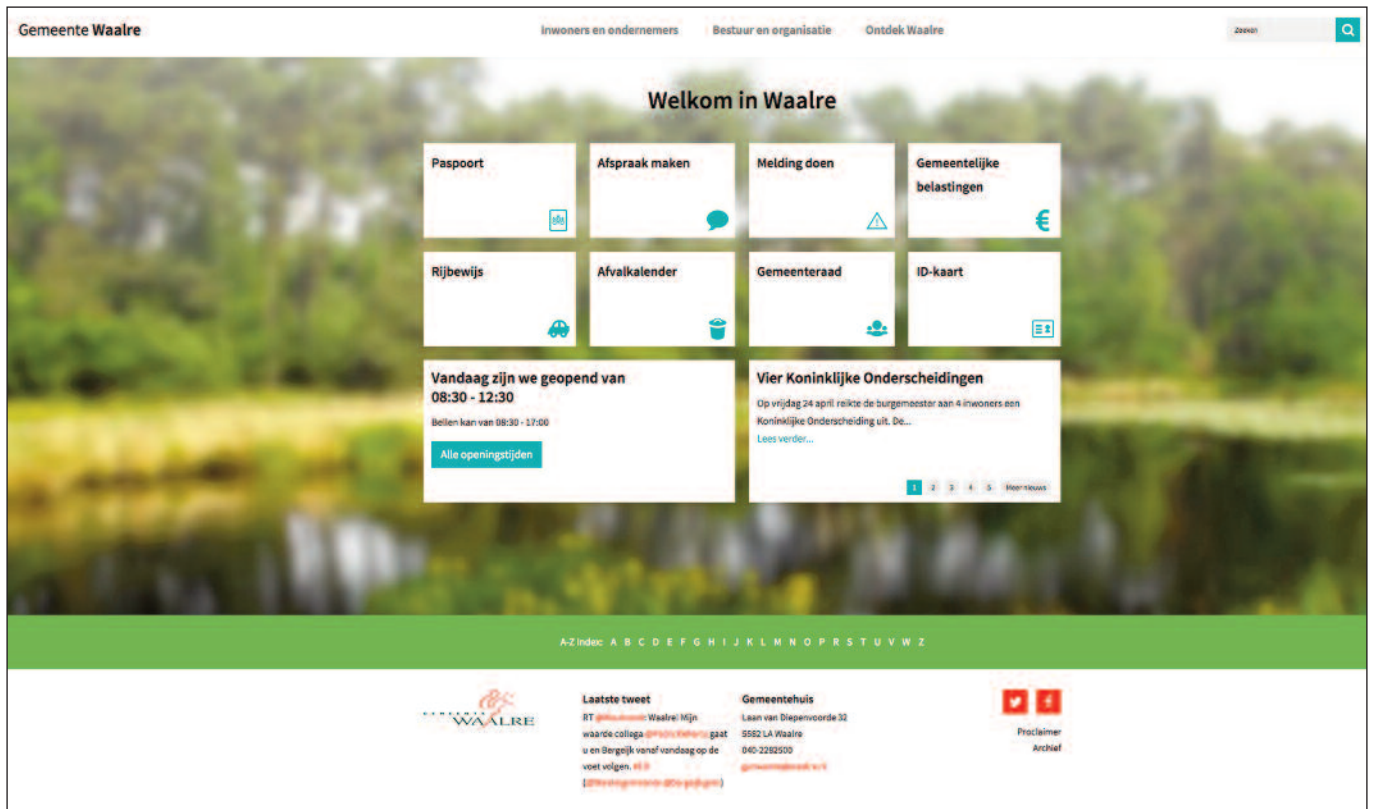 Gemeente Waalre
Inwoners en ondernemers Bestuur en organisatie Ontdek Waalre
Zoeken
Welkom in Waalre
Paspoort
Afspraak maken
Melding doen
Gemeentelijke
belastingen
Rijbewijs
Afvalkalender
Gemeenteraad
ID-kaart
Vandaag zijn we geopend van
08:30 - 12:30
Bellen kan van 08:30 - 17:00
Alle openingstijden
Vier Koninklijke Onderscheidingen
Op vrijdag 24 april reikte de burgemeester aan 4 inwoners een
Koninklijke Onderscheiding uit. De...
Lees verder...
1 2 3 4 5 Meer nieuws
A-Z Index: A B C D E F G H I J K L M N O P R S T U V W Z
GEMEENTE
WAALRE
Laatste tweet
RT Waalre: Mijn
waarde collega gaat
u en Bergeijk vanaf vandaag op de
voet volgen.
Gemeentehuis
Laan van Diepenvoorde 32
5582 LA Waalre
040-2282500
Proclaimer
Archief